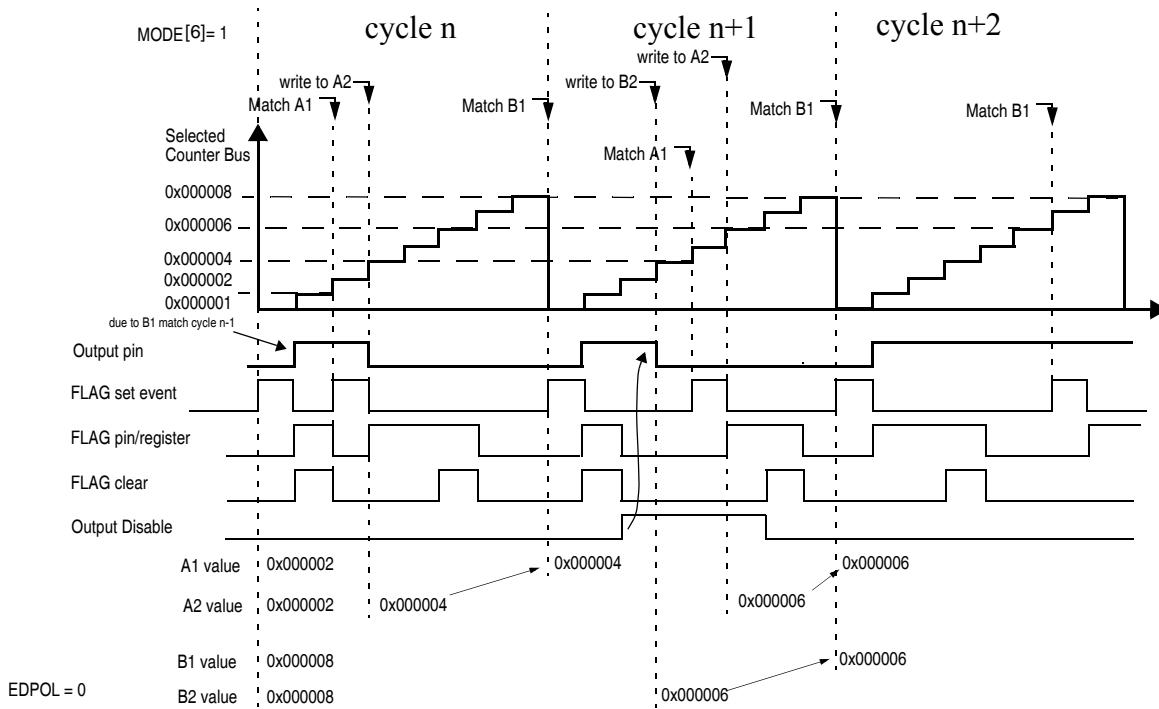 MODE[6]= 1
cycle n
cycle n+1
cycle n+2
write to A2
write to A2
write to B2
Match A1
Match B1
Match B1
Match B1
Match A1
Selected
Counter Bus
0x000008
0x000006
0x000004
0x000002
0x000001
due to B1 match cycle n-1
Output pin
FLAG set event
FLAG pin/register
FLAG clear
Output Disable
A1 value 0x000002 0x000004 0x000006
A2 value 0x000002 0x000004 0x000006
B1 value 0x000008 0x000006
EDPOL = 0
B2 value 0x000008 0x000006